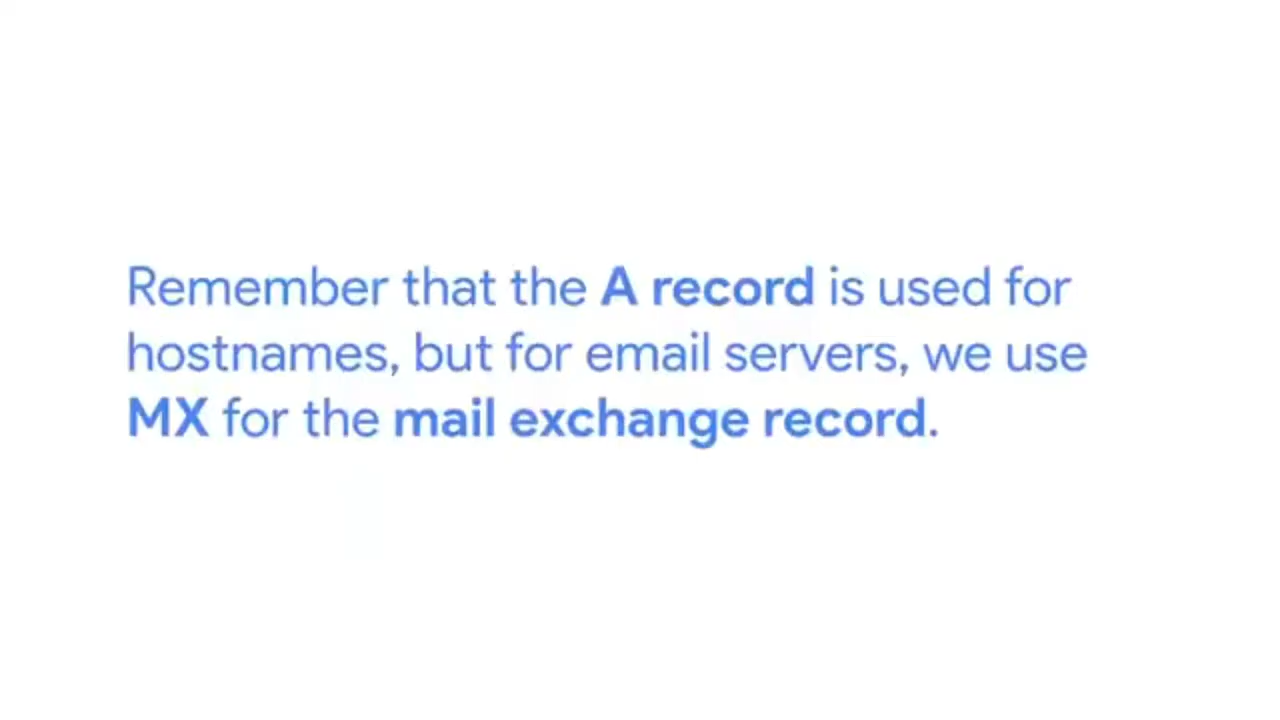 Remember that the A record is used for
hostnames, but for email servers, we use
MX for the mail exchange record.